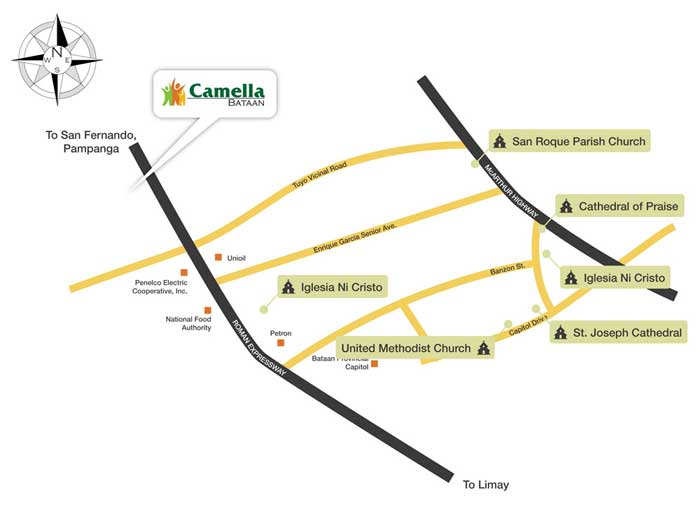 N
W E
S
Camella
BATAAN
To San Fernando,
Pampanga
San Roque Parish Church
Tuyo Vicinal Road
McARTHUR HIGHWAY
Cathedral of Praise
Enrique Garcia Senior Ave.
Unioil
Banzon St.
Penelco Electric
Cooperative, Inc.
Iglesia Ni Cristo
Iglesia Ni Cristo
National Food
Authority
ROMAN EXPRESSWAY
Petron
Capitol Drive
St. Joseph Cathedral
United Methodist Church
Bataan Provincial
Capitol
To Limay